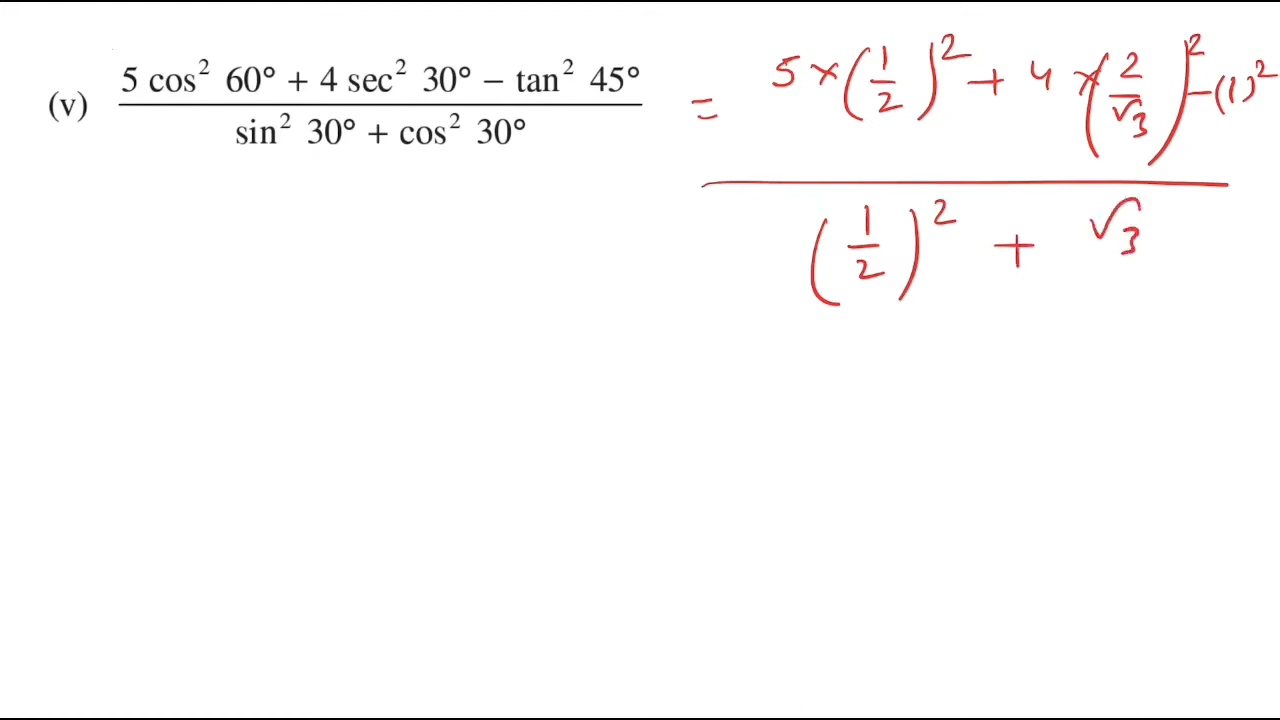 (v) 5 cos² 60° + 4 sec² 30° − tan² 45°
sin² 30° + cos² 30°
= 5 × (1/2)² + 4 × (2/√3)² − (1)²
(1/2)² + √3